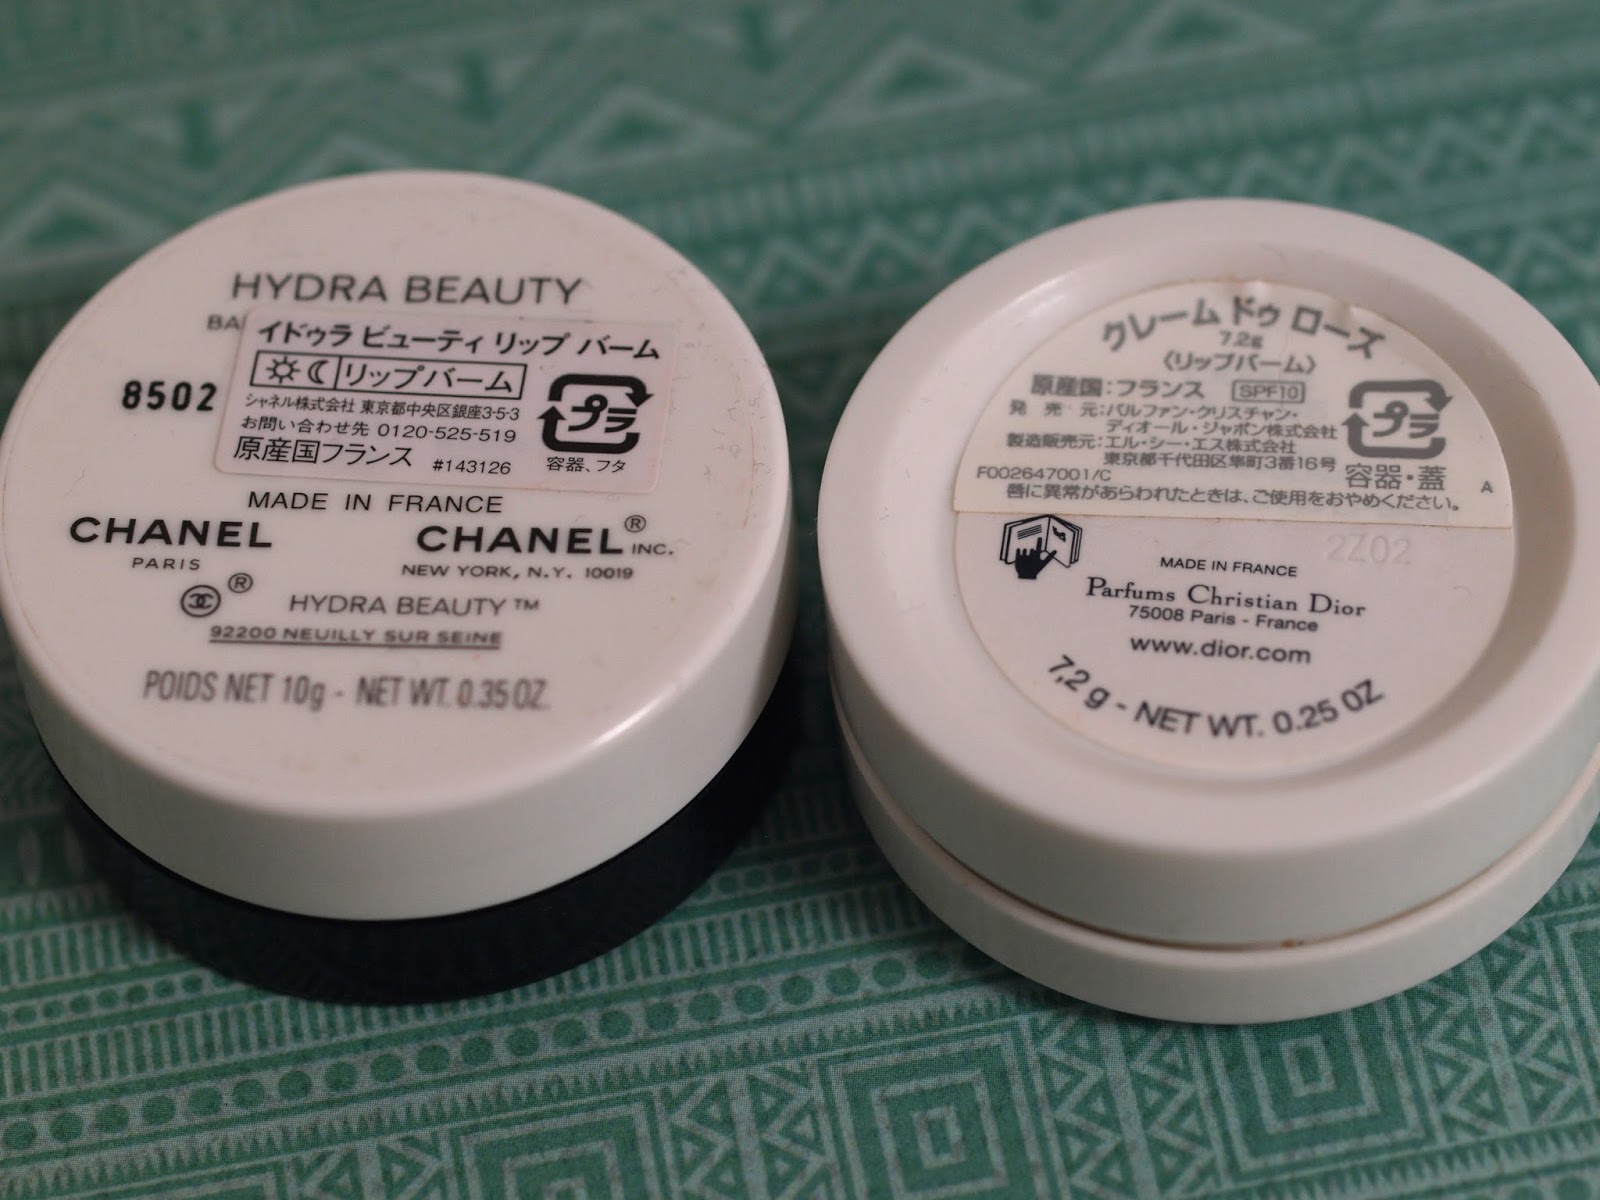 HYDRA BEAUTY
BA
イドゥラ ビューティ リップ バーム
リップバーム
8502
シャネル株式会社 東京都中央区銀座3-5-3
お問い合わせ先 0120-525-519
原産国フランス #143126
プラ
容器、フタ
MADE IN FRANCE
CHANEL
PARIS
CHANEL® INC.
NEW YORK, N.Y. 10019
® HYDRA BEAUTY™
92200 NEUILLY SUR SEINE
POIDS NET 10g - NET WT. 0.35 OZ.
クレーム ドゥ ローズ
7.2g
〈リップバーム〉
原産国:フランス SPF10
発 売 元:パルファン・クリスチャン・
ディオール・ジャポン株式会社
製造販売元:エル・シー・エス株式会社
東京都千代田区隼町3番16号
プラ
容器・蓋
F002647001/C
A
唇に異常があらわれたときは、ご使用をおやめください。
2Z02
MADE IN FRANCE
Parfums Christian Dior
75008 Paris - France
www.dior.com
7,2 g - NET WT. 0.25 OZ